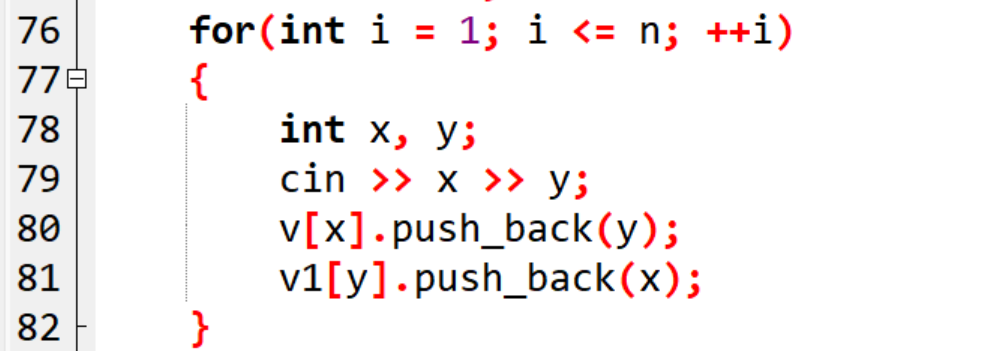 76 for(int i = 1; i <= n; ++i)
77 {
78 int x, y;
79 cin >> x >> y;
80 v[x].push_back(y);
81 v1[y].push_back(x);
82 }